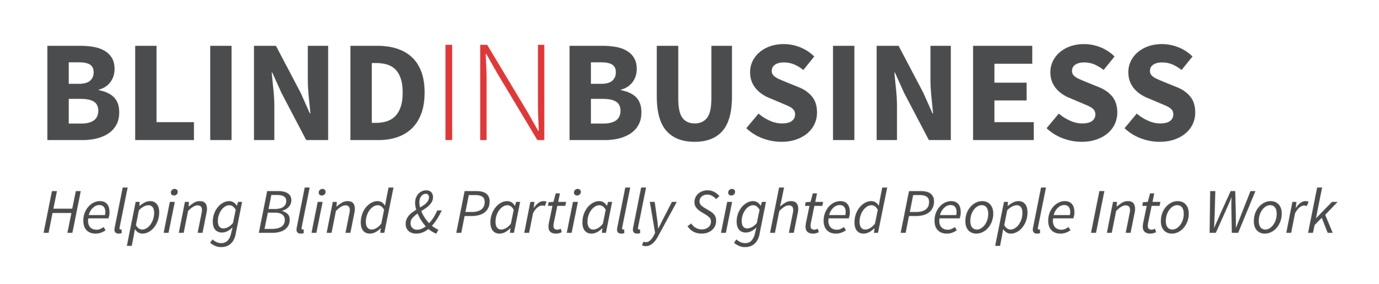 BLINDINBUSINESS
Helping Blind & Partially Sighted People Into Work